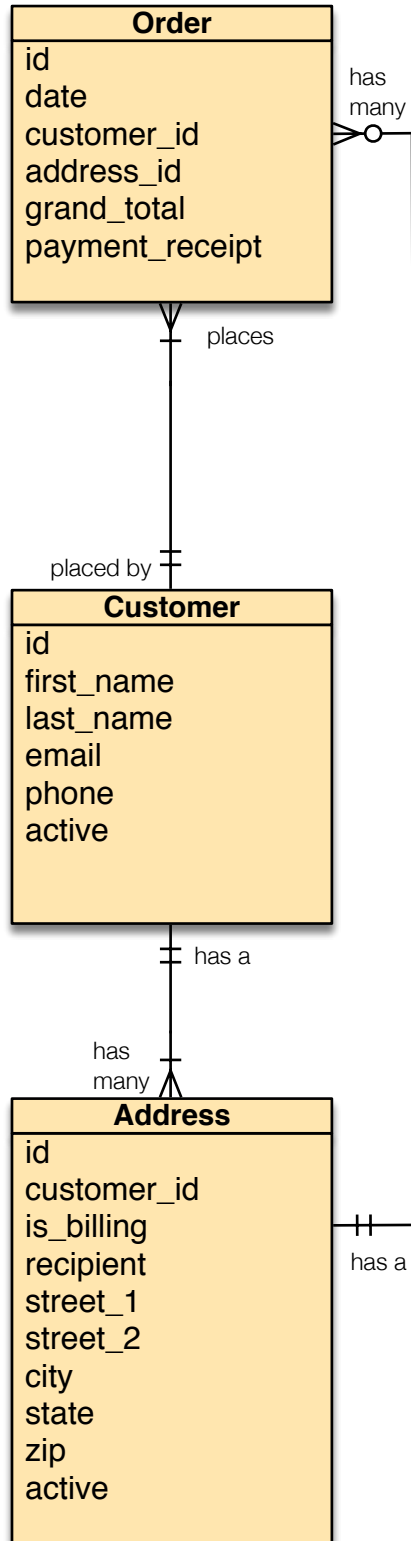 Order
id
date
customer_id
address_id
grand_total
payment_receipt
has
many
places
placed by
Customer
id
first_name
last_name
email
phone
active
has a
has
many
Address
id
customer_id
is_billing
recipient
street_1
street_2
city
state
zip
active
has a